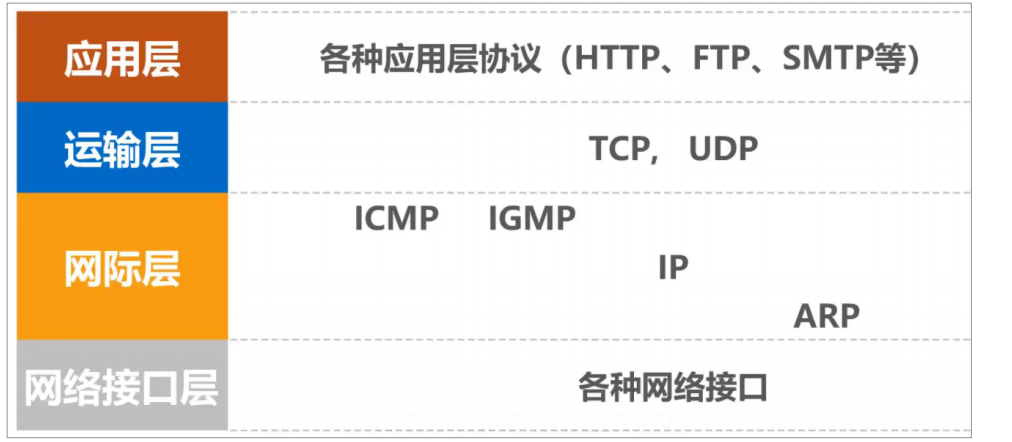 应用层
各种应用层协议（HTTP、FTP、SMTP等）
运输层
TCP, UDP
网际层
ICMP IGMP
IP
ARP
网络接口层
各种网络接口